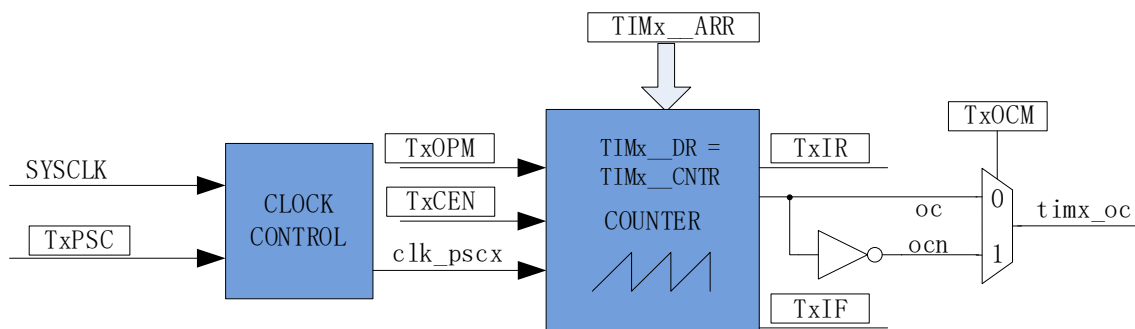 TIMx__ARR
SYSCLK
TxPSC
CLOCK
CONTROL
TxOPM
TxCEN
clk_pscx
TIMx__DR =
TIMx__CNTR
COUNTER
TxIR
oc
ocn
TxIF
TxOCM
0
1
timx_oc